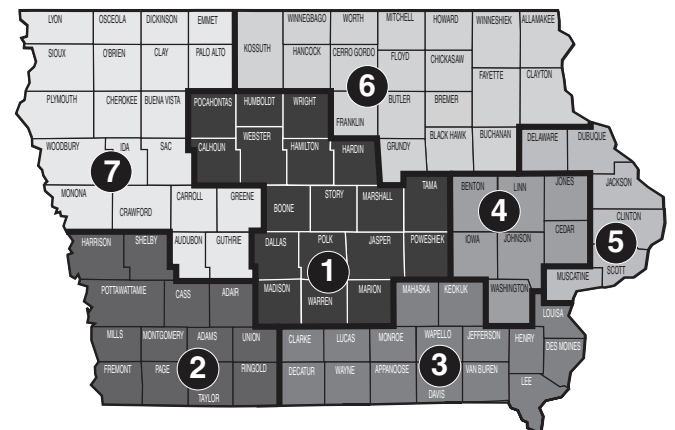 LYON OSCEOLA DICKINSON EMMET WINNEGBAGO WORTH MITCHELL HOWARD WINNESHIEK ALLAMAKEE
SIOUX O'BRIEN CLAY PALO ALTO KOSSUTH HANCOCK CERRO GORDO FLOYD CHICKASAW
FAYETTE CLAYTON
6
PLYMOUTH CHEROKEE BUENA VISTA POCAHONTAS HUMBOLDT WRIGHT FRANKLIN BUTLER BREMER
WOODBURY IDA SAC CALHOUN WEBSTER HAMILTON HARDIN GRUNDY BLACK HAWK BUCHANAN DELAWARE DUBUQUE
7
MONONA CRAWFORD CARROLL GREENE BOONE STORY MARSHALL TAMA BENTON LINN JONES JACKSON
4
CLINTON
HARRISON SHELBY AUDUBON GUTHRIE DALLAS POLK JASPER POWESHIEK IOWA JOHNSON CEDAR
5
SCOTT
1
MUSCATINE
POTTAWATTAMIE CASS ADAIR MADISON WARREN MARION MAHASKA KEOKUK WASHINGTON
LOUISA
MILLS MONTGOMERY ADAMS UNION CLARKE LUCAS MONROE WAPELLO JEFFERSON HENRY DES MOINES
2
3
FREMONT PAGE TAYLOR RINGOLD DECATUR WAYNE APPANOOSE DAVIS VAN BUREN LEE